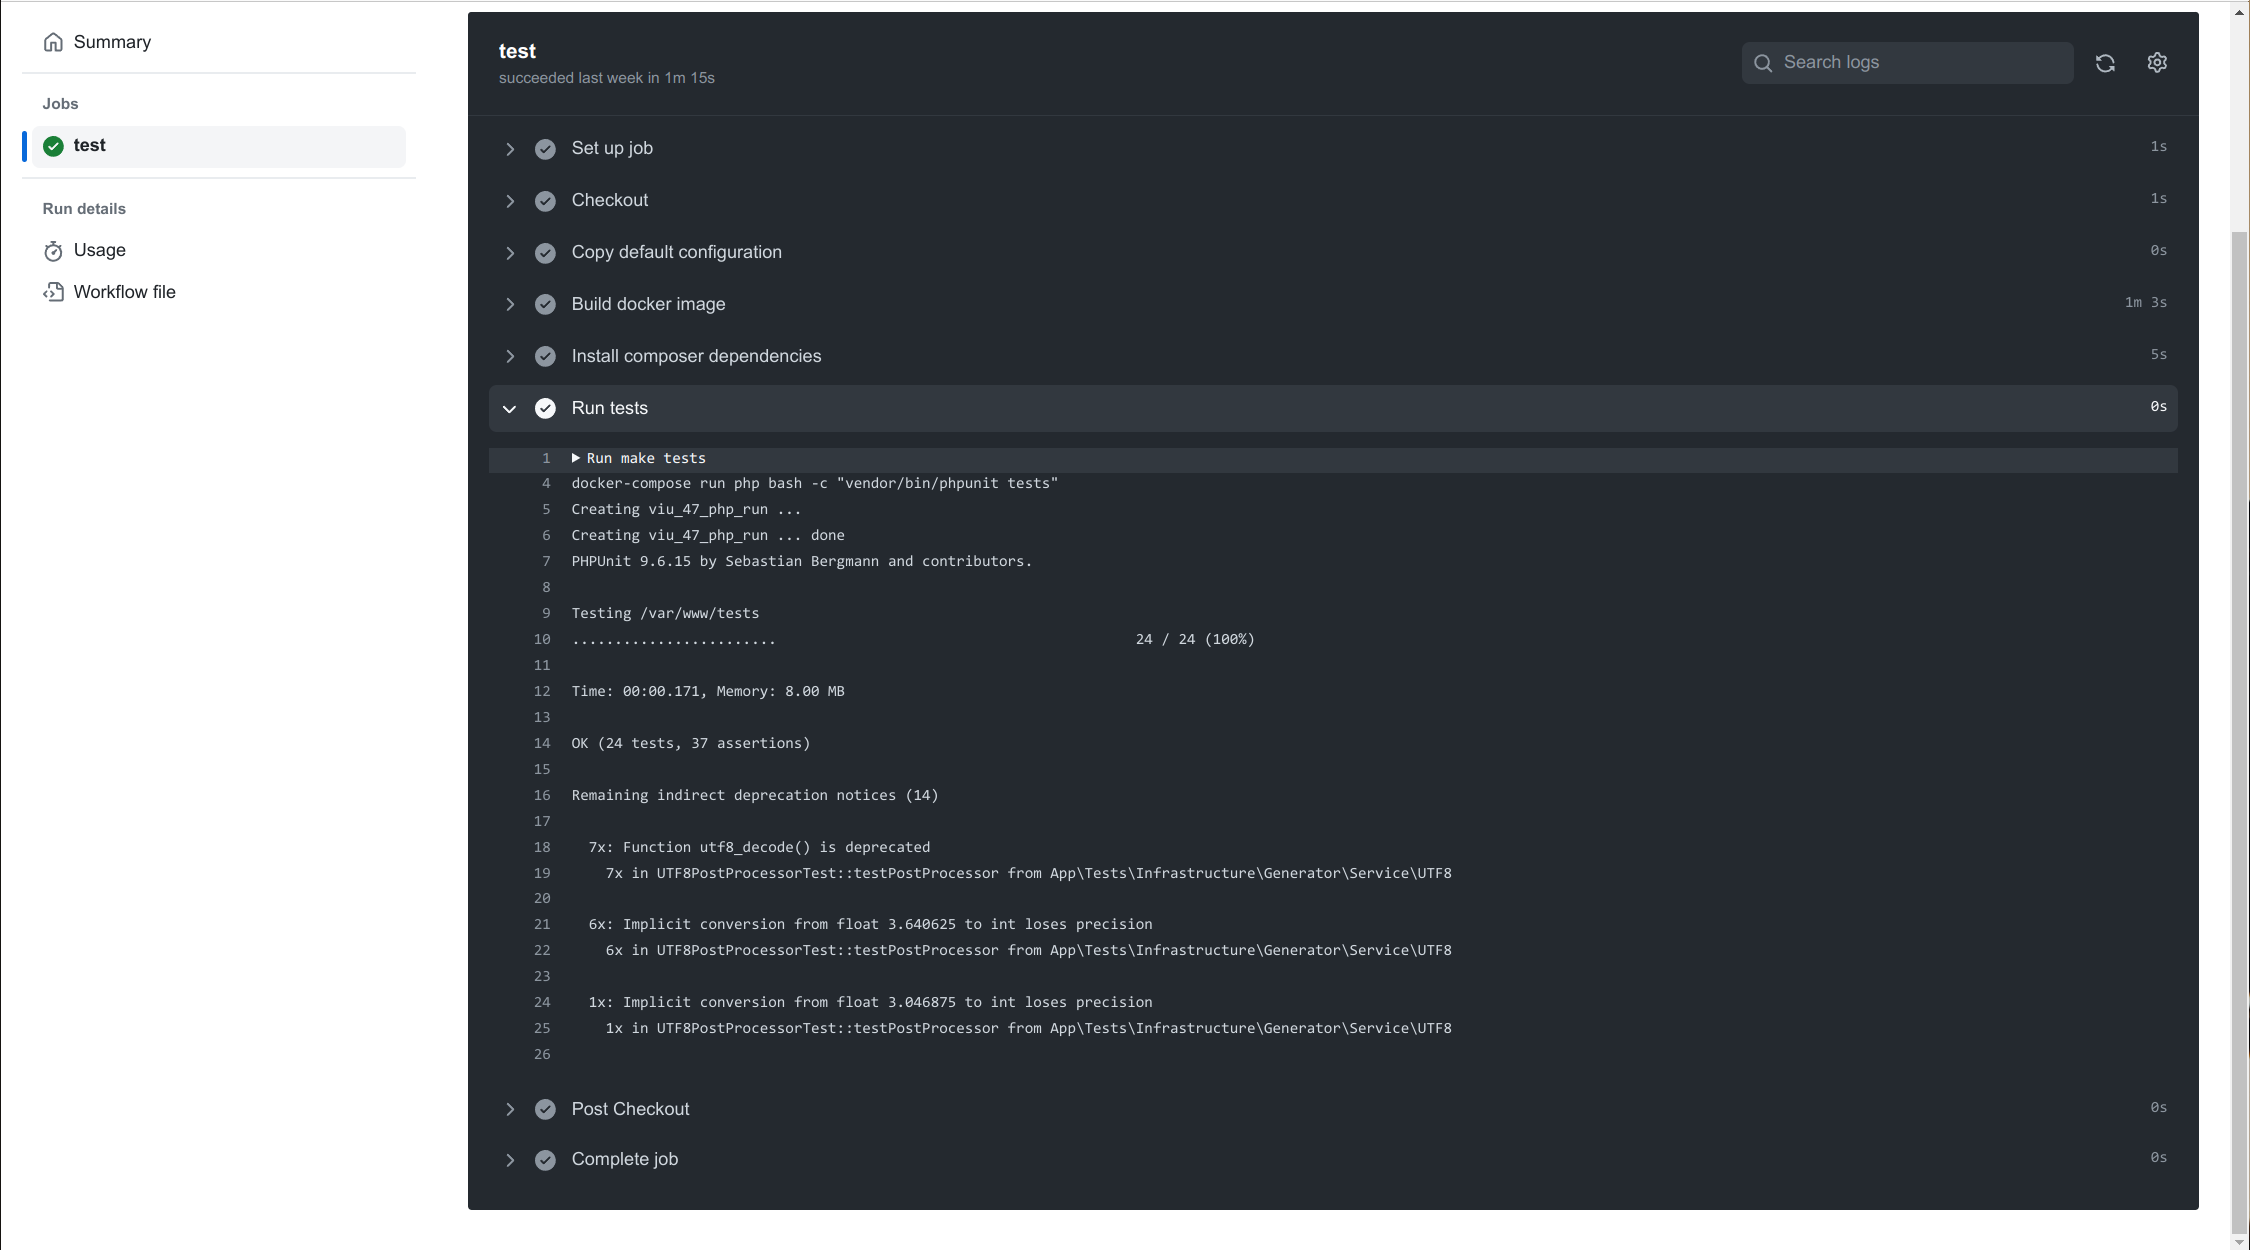 Summary
Jobs
test
Run details
Usage
Workflow file
test
succeeded last week in 1m 15s
Search logs
Set up job 1s
Checkout 1s
Copy default configuration 0s
Build docker image 1m 3s
Install composer dependencies 5s
Run tests 0s
1 Run make tests
4 docker-compose run php bash -c "vendor/bin/phpunit tests"
5 Creating viu_47_php_run ...
6 Creating viu_47_php_run ... done
7 PHPUnit 9.6.15 by Sebastian Bergmann and contributors.
8
9 Testing /var/www/tests
10 ........................ 24 / 24 (100%)
11
12 Time: 00:00.171, Memory: 8.00 MB
13
14 OK (24 tests, 37 assertions)
15
16 Remaining indirect deprecation notices (14)
17
18 7x: Function utf8_decode() is deprecated
19 7x in UTF8PostProcessorTest::testPostProcessor from App\Tests\Infrastructure\Generator\Service\UTF8
20
21 6x: Implicit conversion from float 3.640625 to int loses precision
22 6x in UTF8PostProcessorTest::testPostProcessor from App\Tests\Infrastructure\Generator\Service\UTF8
23
24 1x: Implicit conversion from float 3.046875 to int loses precision
25 1x in UTF8PostProcessorTest::testPostProcessor from App\Tests\Infrastructure\Generator\Service\UTF8
26
Post Checkout 0s
Complete job 0s